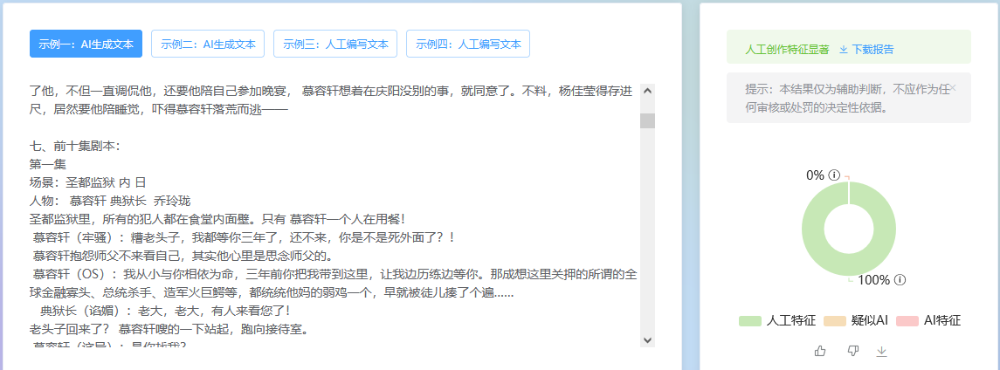 示例一：AI生成文本
示例二：AI生成文本
示例三：人工编写文本
示例四：人工编写文本
了他，不但一直调侃他，还要他陪自己参加晚宴， 慕容轩想着在庆阳没别的事，就同意了。不料，杨佳莹得存进
尺，居然要他陪睡觉，吓得慕容轩落荒而逃——
七、前十集剧本：
第一集
场景：圣都监狱 内 日
人物： 慕容轩 典狱长  乔玲珑
圣都监狱里，所有的犯人都在食堂内面壁。只有 慕容轩一个人在用餐！
慕容轩（牢骚）：糟老头子，我都等你三年了，还不来，你是不是死外面了？！
慕容轩抱怨师父不来看自己，其实他心里是思念师父的。
慕容轩（OS）：我从小与你相依为命，三年前你把我带到这里，让我边历练边等你。那成想这里关押的所谓的全
球金融寡头、总统杀手、造军火巨鳄等，都统统他妈的弱鸡一个，早就被徒儿揍了个遍……
典狱长（谄媚）：老大，老大，有人来看您了！
老头子回来了？ 慕容轩嗖的一下站起，跑向接待室。
人工创作特征显著
下载报告
提示：本结果仅为辅助判断，不应作为任
何审核或处罚的决定性依据。
0%
100%
人工特征
疑似AI
AI特征